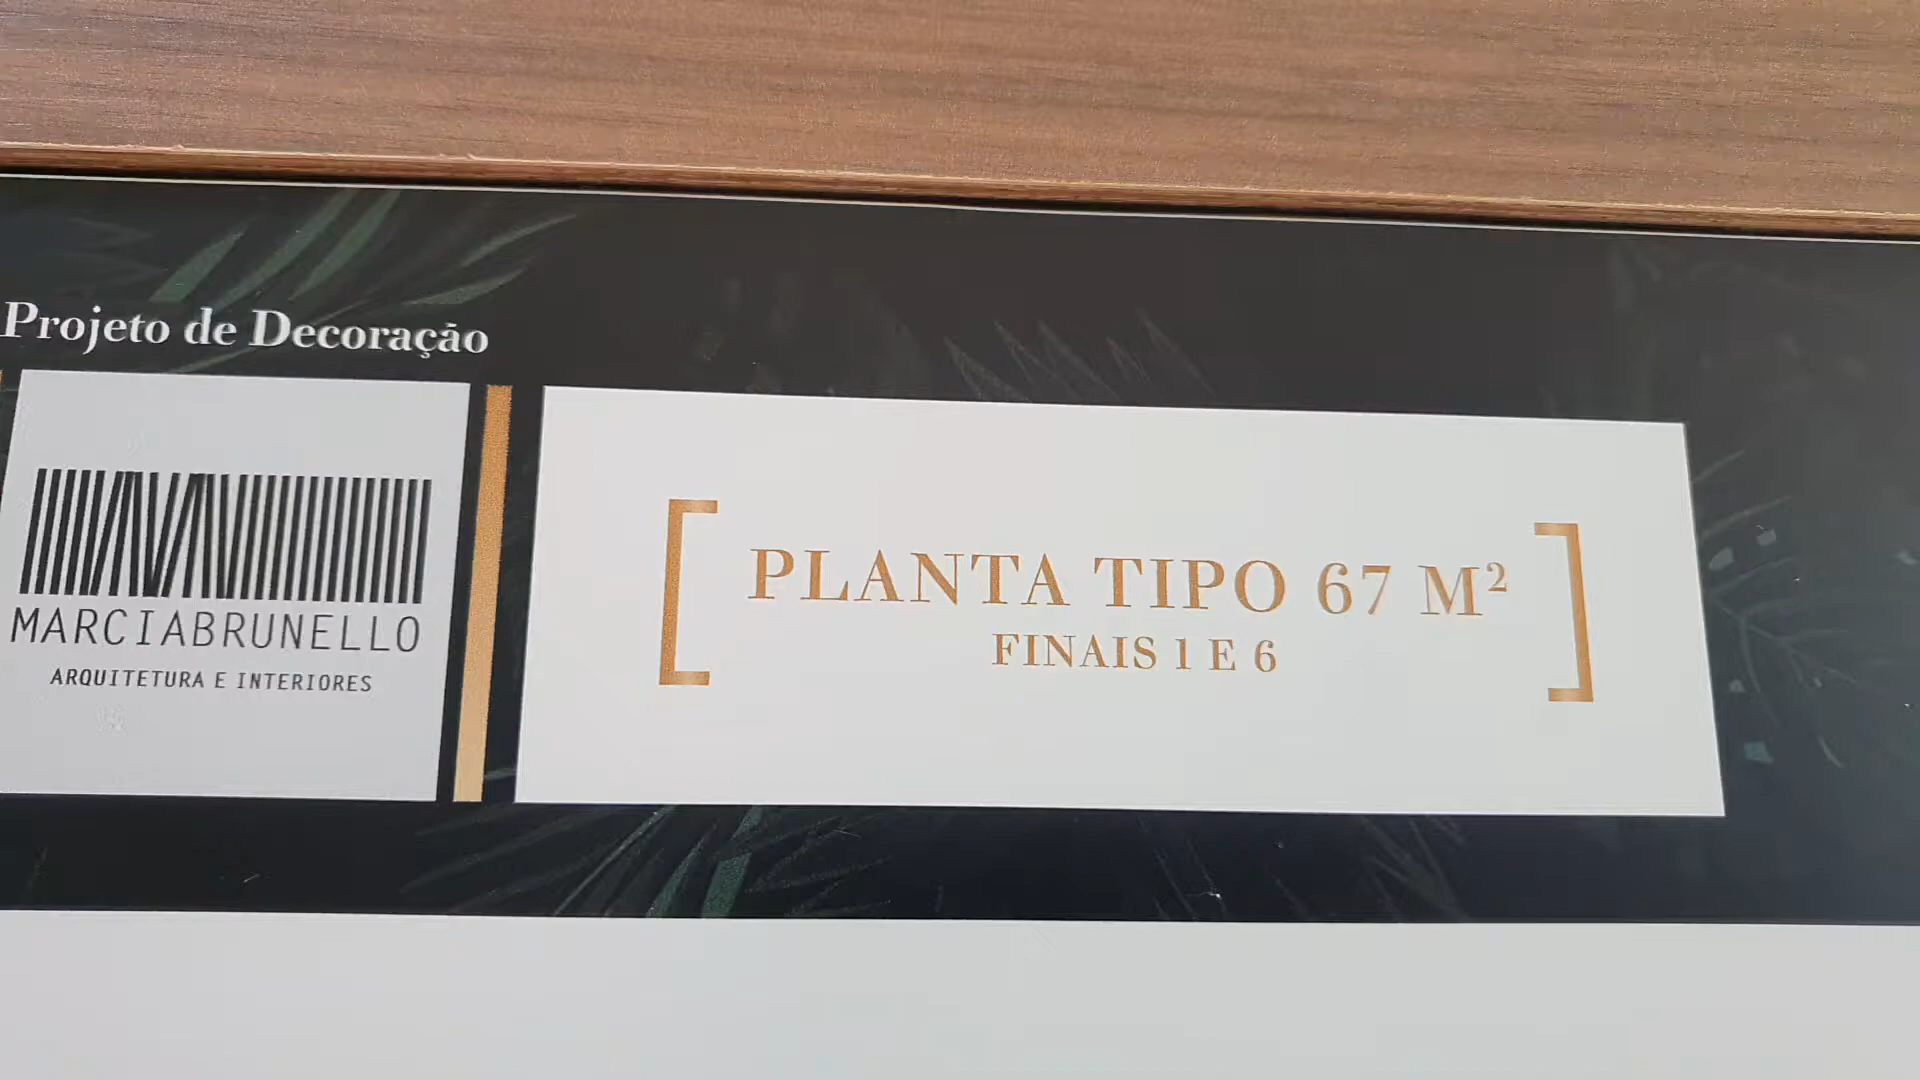 Projeto de Decoração
MARCIABRUNELLO
ARQUITETURA E INTERIORES
PLANTA TIPO 67 M²
FINAIS 1 E 6